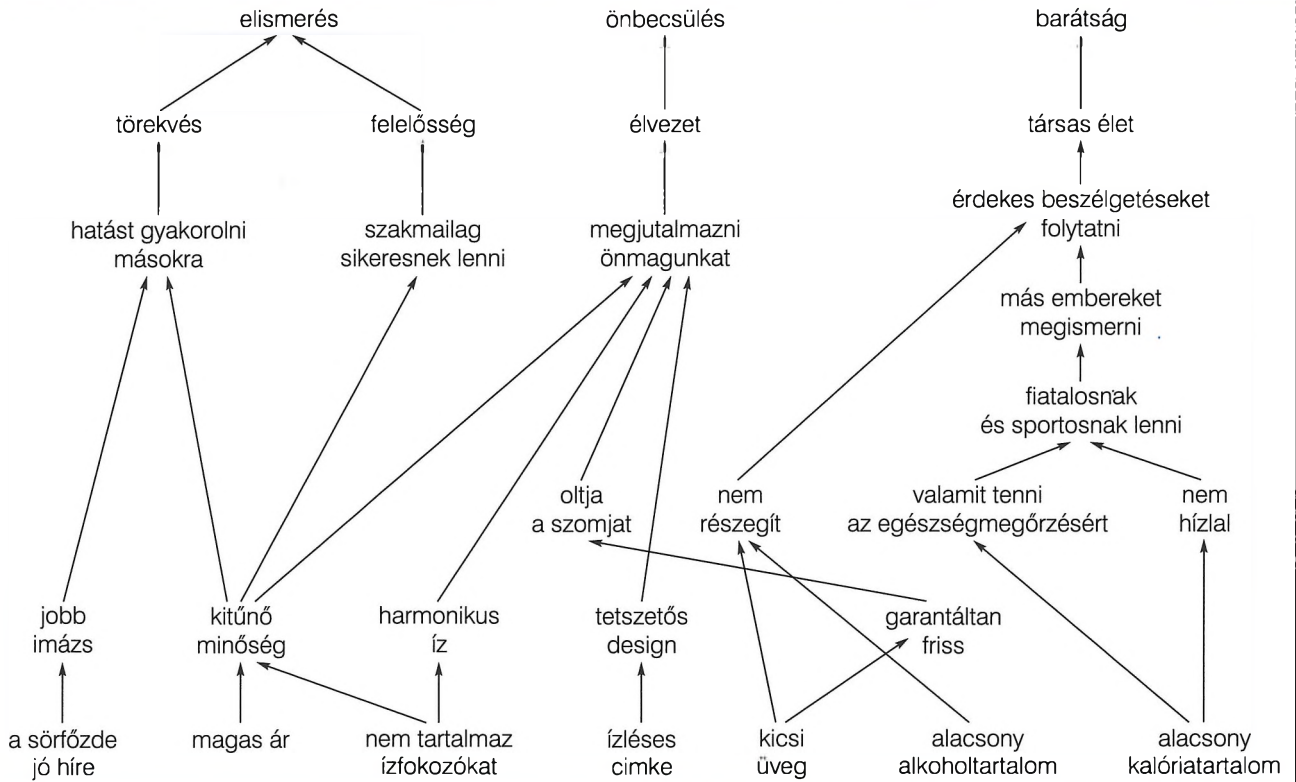 elismerés
önbecsülés
barátság
törekvés
felelősség
élvezet
társas élet
hatást gyakorolni
másokra
szakmailag
sikeresnek lenni
megjutalmazni
önmagunkat
érdekes beszélgetéseket
folytatni
más embereket
megismerni
fiatalosnak
és sportosnak lenni
oltja
a szomjat
nem
részegít
valamit tenni
az egészségmegőrzésért
nem
hízlal
jobb
imázs
kitűnő
minőség
harmonikus
íz
tetszetős
design
garantáltan
friss
a sörfőzde
jó híre
magas ár
nem tartalmaz
ízfokozókat
ízléses
cimke
kicsi
üveg
alacsony
alkoholtartalom
alacsony
kalóriatartalom